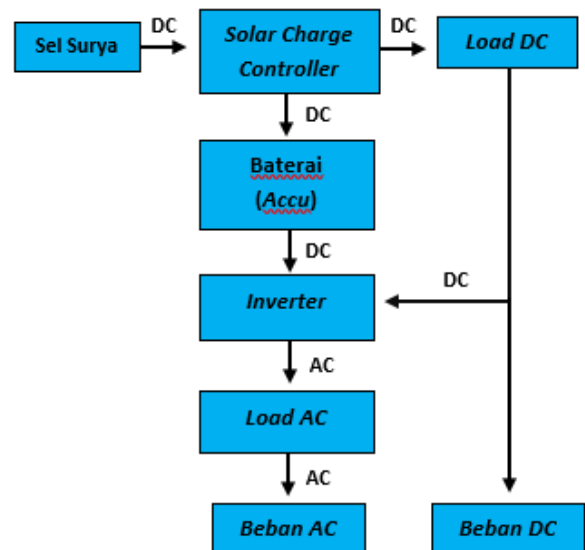 DC
DC
Sel Surya
Solar Charge
Controller
Load DC
DC
Baterai
(Accu)
DC
DC
Inverter
AC
Load AC
AC
Beban AC
Beban DC